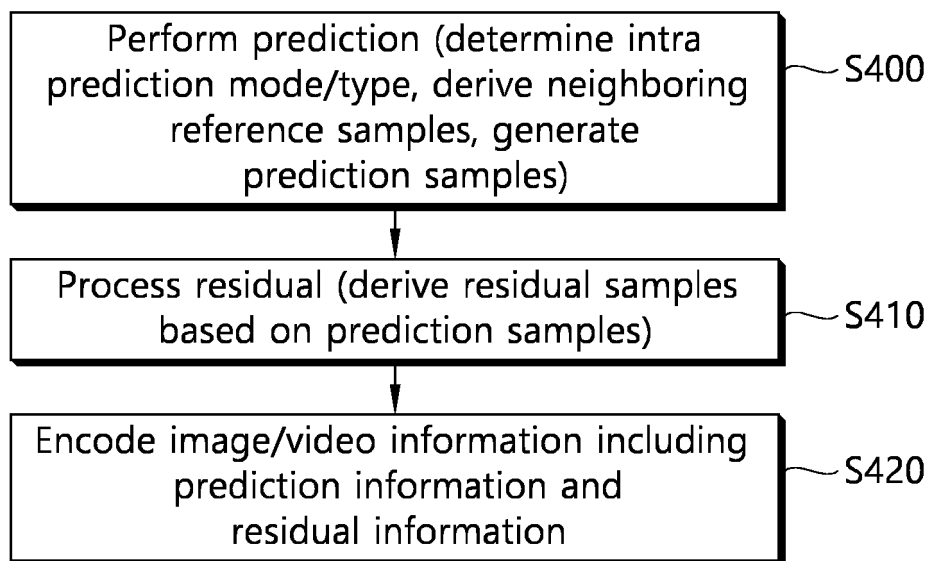 Perform prediction (determine intra
prediction mode/type, derive neighboring
reference samples, generate
prediction samples)
S400
Process residual (derive residual samples
based on prediction samples)
S410
Encode image/video information including
prediction information and
residual information
S420